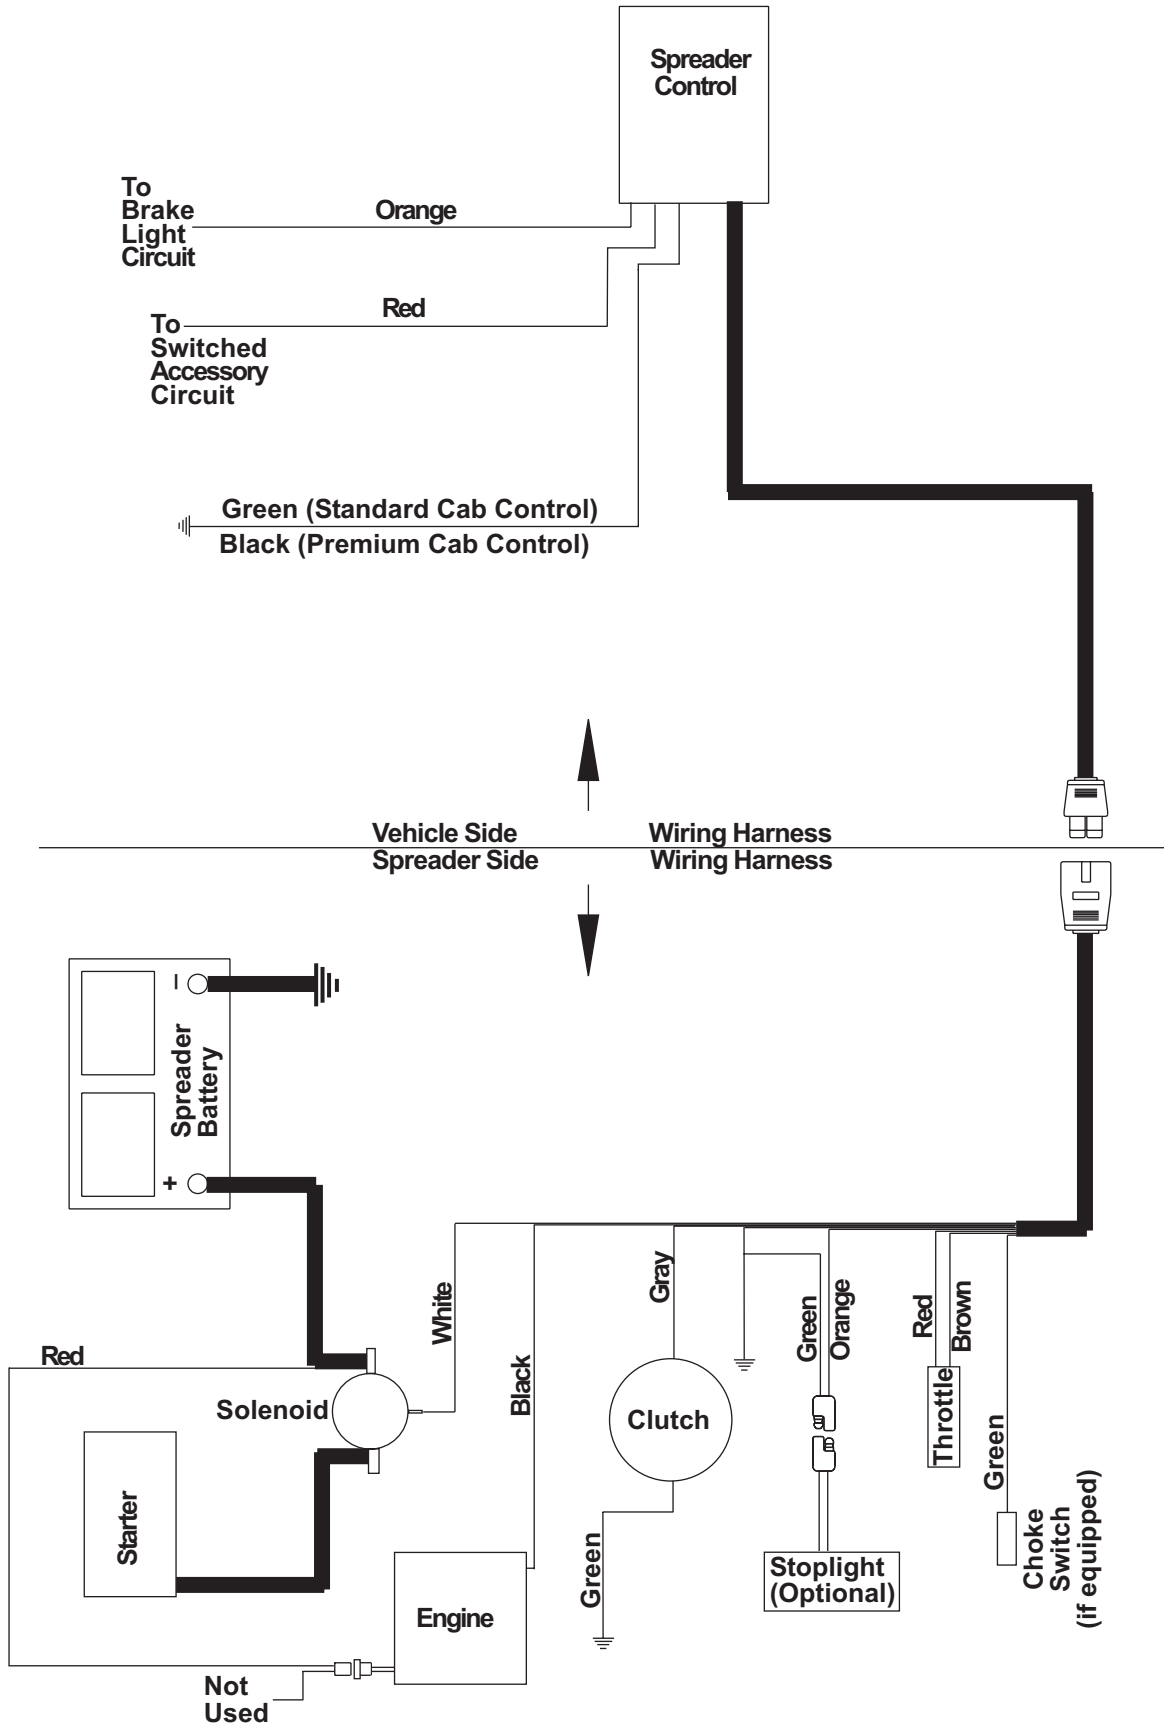 Spreader
Control
To
Brake
Light
Circuit
Orange
Red
To
Switched
Accessory
Circuit
Green (Standard Cab Control)
Black (Premium Cab Control)
Vehicle Side
Wiring Harness
Spreader Side
Wiring Harness
–
Spreader
Battery
+
White
Gray
Green
Orange
Red
Brown
Red
Solenoid
Black
Clutch
Throttle
Green
Starter
Green
Stoplight
(Optional)
Choke
Switch
(if equipped)
Engine
Not
Used